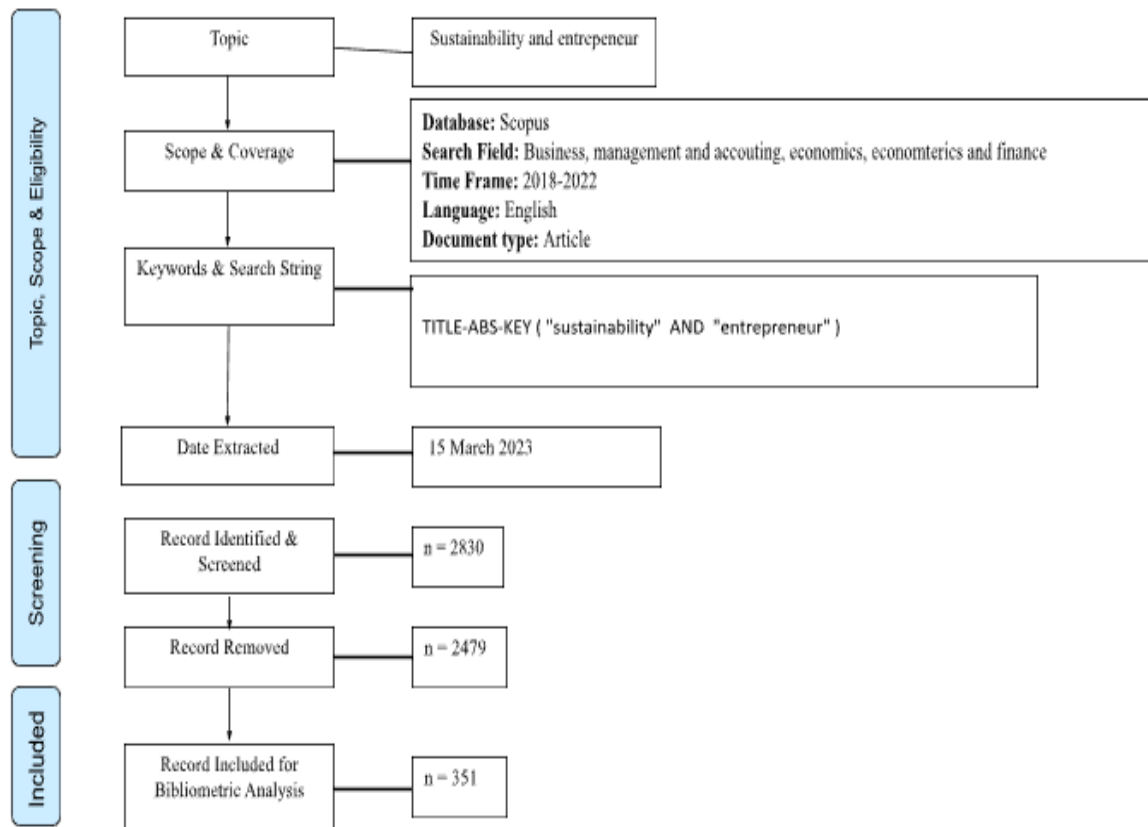 Topic, Scope & Eligibility
Topic
Sustainability and entrepeneur
Scope & Coverage
Database: Scopus
Search Field: Business, management and accouting, economics, economterics and finance
Time Frame: 2018-2022
Language: English
Document type: Article
Keywords & Search String
TITLE-ABS-KEY ( "sustainability" AND "entrepreneur" )
Date Extracted
15 March 2023
Screening
Record Identified &
Screened
n = 2830
Record Removed
n = 2479
Included
Record Included for
Bibliometric Analysis
n = 351